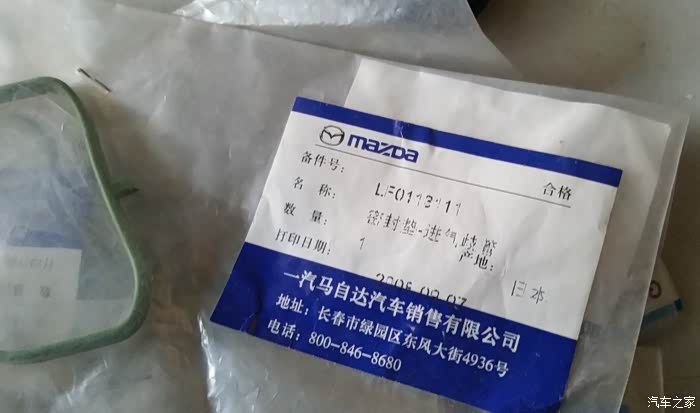 mazda
备件号:
合格
名 称:
LF0113111
数 量:
密封垫-进气歧管
打印日期:
1
产地:
日本
一汽马自达汽车销售有限公司
地址:长春市绿园区东风大街4936号
电话:800-846-8680
汽车之家